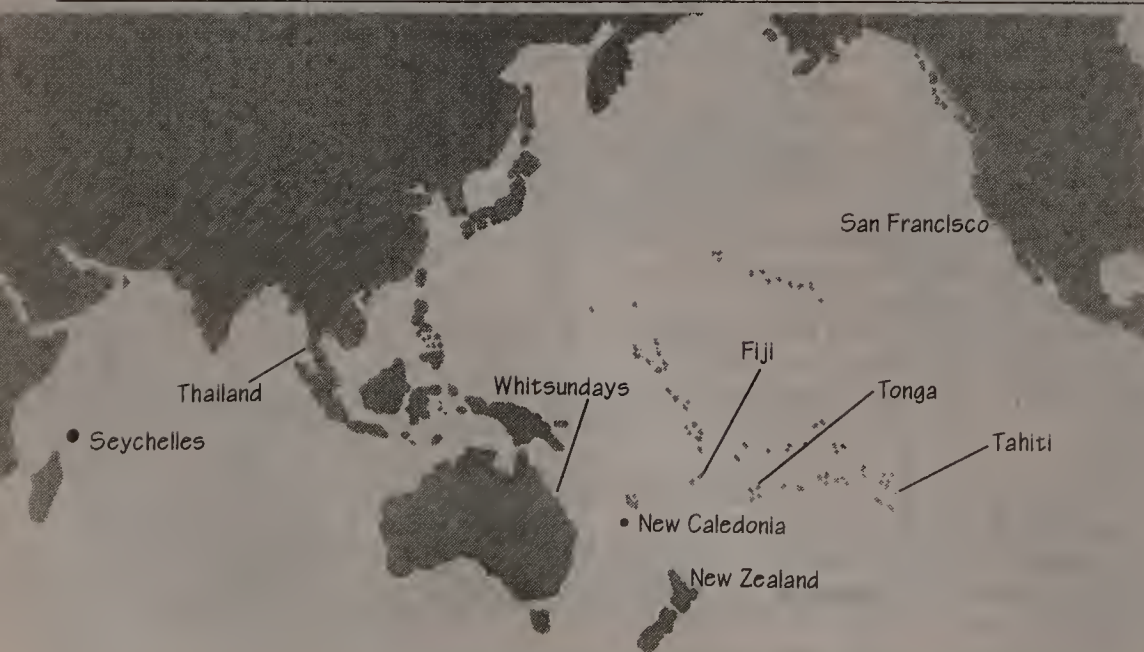 San Francisco
Fiji
Thailand
Whitsundays
Tonga
Seychelles
Tahiti
New Caledonia
New Zealand